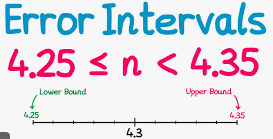 Error Intervals
4.25 ≤ n < 4.35
Lower Bound Upper Bound
4.25 4.35
4.3